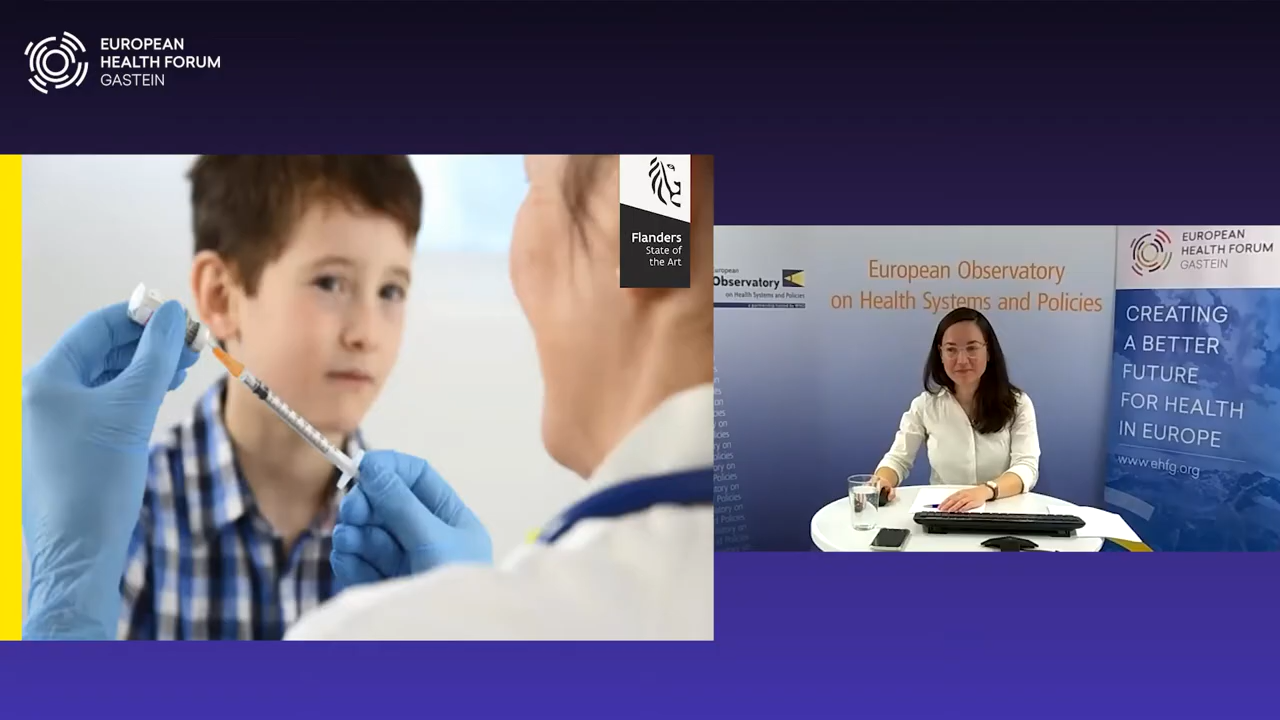 EUROPEAN
HEALTH FORUM
GASTEIN
Flanders
State of
the Art
Observatory
on Health Systems and Policies
European Observatory
on Health Systems and Policies
EUROPEAN
HEALTH FORUM
GASTEIN
CREATING
A BETTER
FUTURE
FOR HEALTH
IN EUROPE
www.ehfg.org